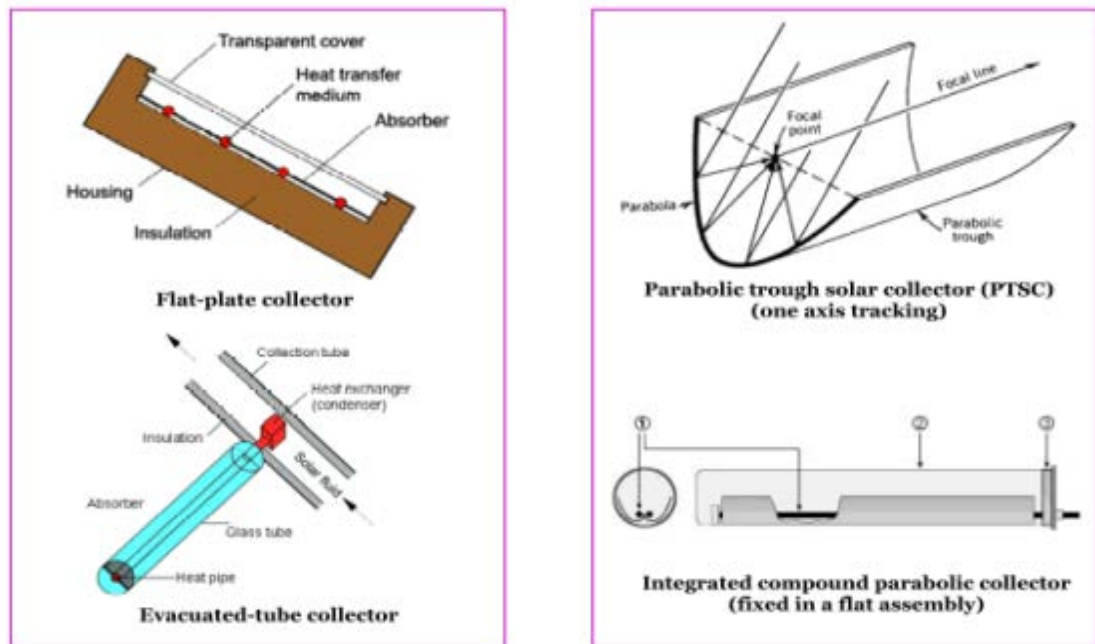 Transparent cover
Heat transfer
medium
Absorber
Housing
Insulation
Flat-plate collector
Collection tube
Heat exchanger
(condenser)
Insulation
Solar fluid
Absorber
Glass tube
Heat pipe
Evacuated-tube collector
Focal line
Focal
point
Parabola
Parabolic
trough
Parabolic trough solar collector (PTSC)
(one axis tracking)
① ② ③
Integrated compound parabolic collector
(fixed in a flat assembly)